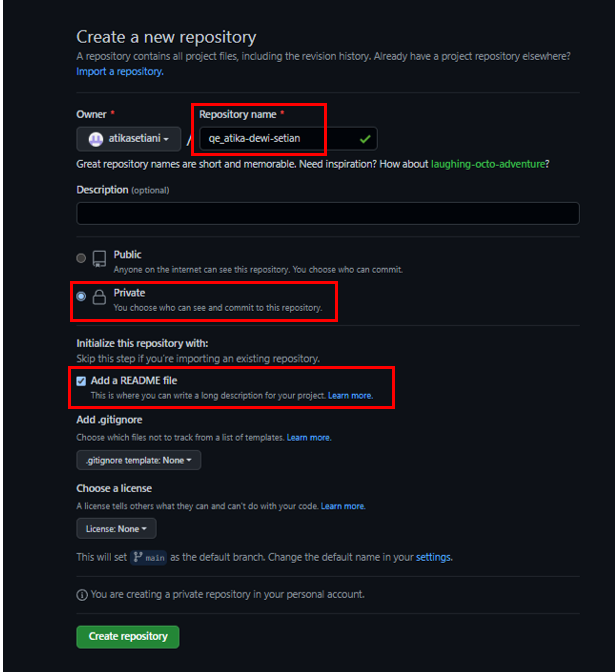 Create a new repository
A repository contains all project files, including the revision history. Already have a project repository elsewhere?
Import a repository.
Owner *
Repository name *
atikasetiani
/
qe_atika-dewi-setian
Great repository names are short and memorable. Need inspiration? How about laughing-octo-adventure?
Description (optional)
Public
Anyone on the internet can see this repository. You choose who can commit.
Private
You choose who can see and commit to this repository.
Initialize this repository with:
Skip this step if you're importing an existing repository.
Add a README file
This is where you can write a long description for your project. Learn more.
Add .gitignore
Choose which files not to track from a list of templates. Learn more.
.gitignore template: None
Choose a license
A license tells others what they can and can't do with your code. Learn more.
License: None
This will set main as the default branch. Change the default name in your settings.
You are creating a private repository in your personal account.
Create repository